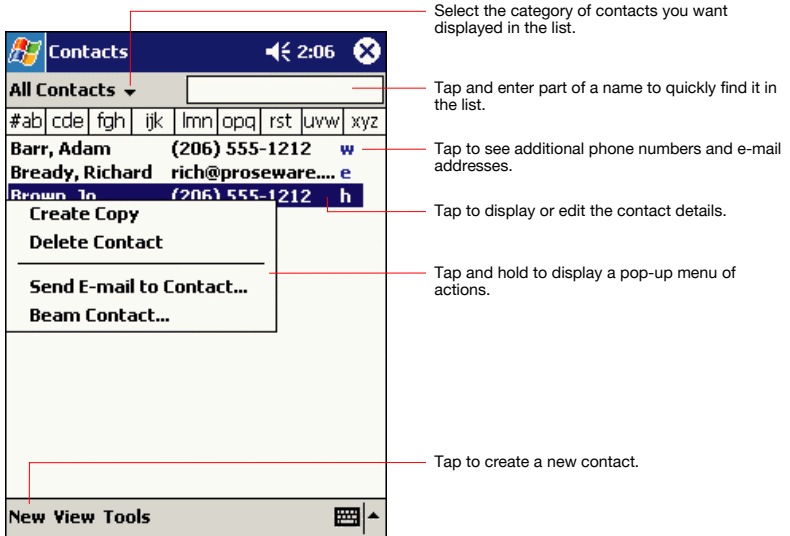 Select the category of contacts you want
displayed in the list.
Contacts 2:06
All Contacts
Tap and enter part of a name to quickly find it in
the list.
#ab cde fgh ijk lmn opq rst uvw xyz
Barr, Adam (206) 555-1212 w
Tap to see additional phone numbers and e-mail
addresses.
Bready, Richard rich@proseware.... e
Brown, Jo (206) 555-1212 h
Tap to display or edit the contact details.
Create Copy
Delete Contact
Send E-mail to Contact...
Beam Contact...
Tap and hold to display a pop-up menu of
actions.
Tap to create a new contact.
New View Tools